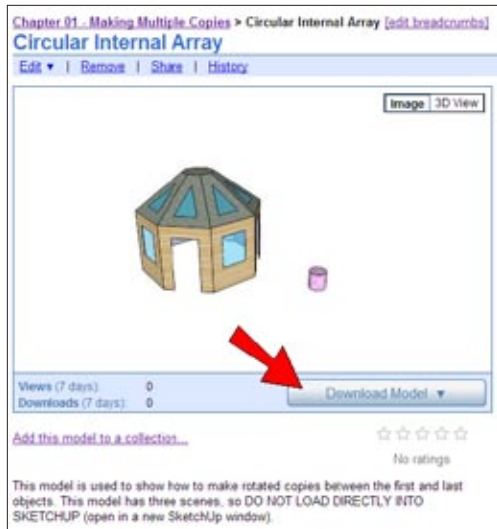 Chapter 01 - Making Multiple Copies > Circular Internal Array [edit breadcrumbs]
Circular Internal Array
Edit ▼ | Remove | Share | History
Image 3D View
Views (7 days): 0
Downloads (7 days): 0
Download Model ▼
Add this model to a collection...
No ratings
This model is used to show how to make rotated copies between the first and last
objects. This model has three scenes, so DO NOT LOAD DIRECTLY INTO
SKETCHUP (open in a new SketchUp window).